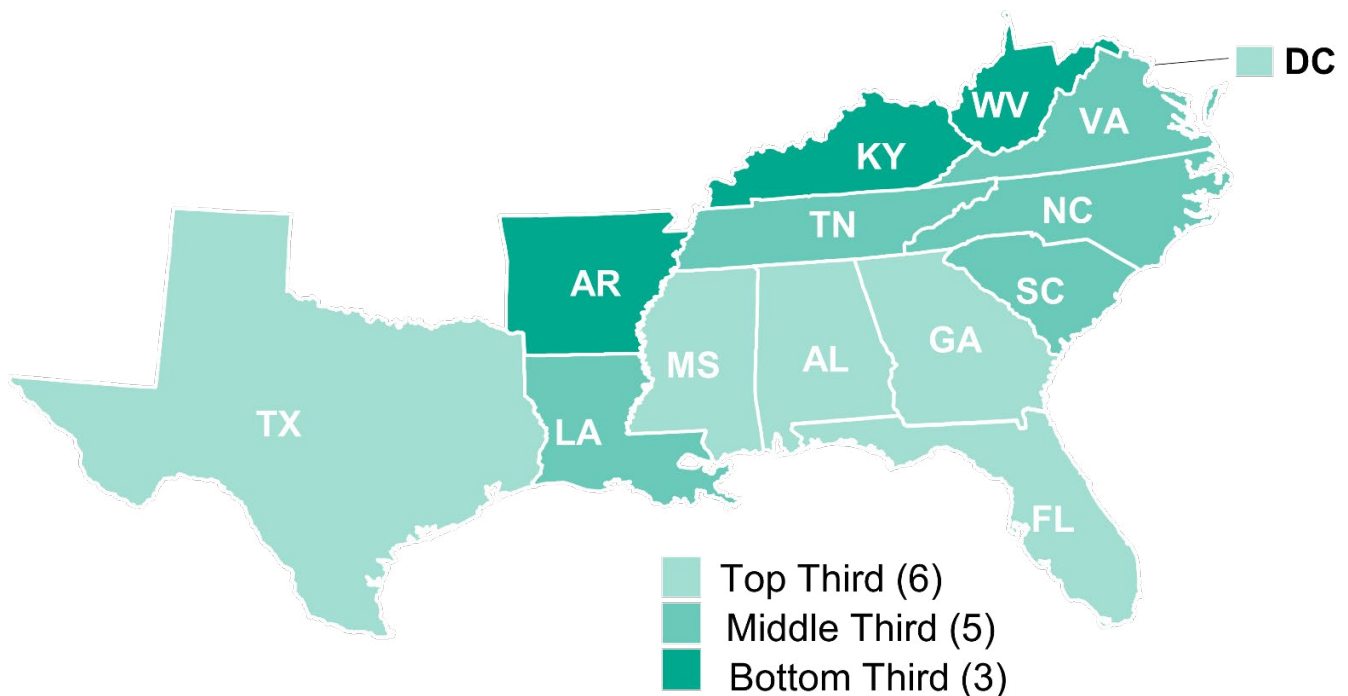 DC
WV
VA
KY
NC
TN
AR
SC
GA
MS
AL
TX
LA
FL
Top Third (6)
Middle Third (5)
Bottom Third (3)